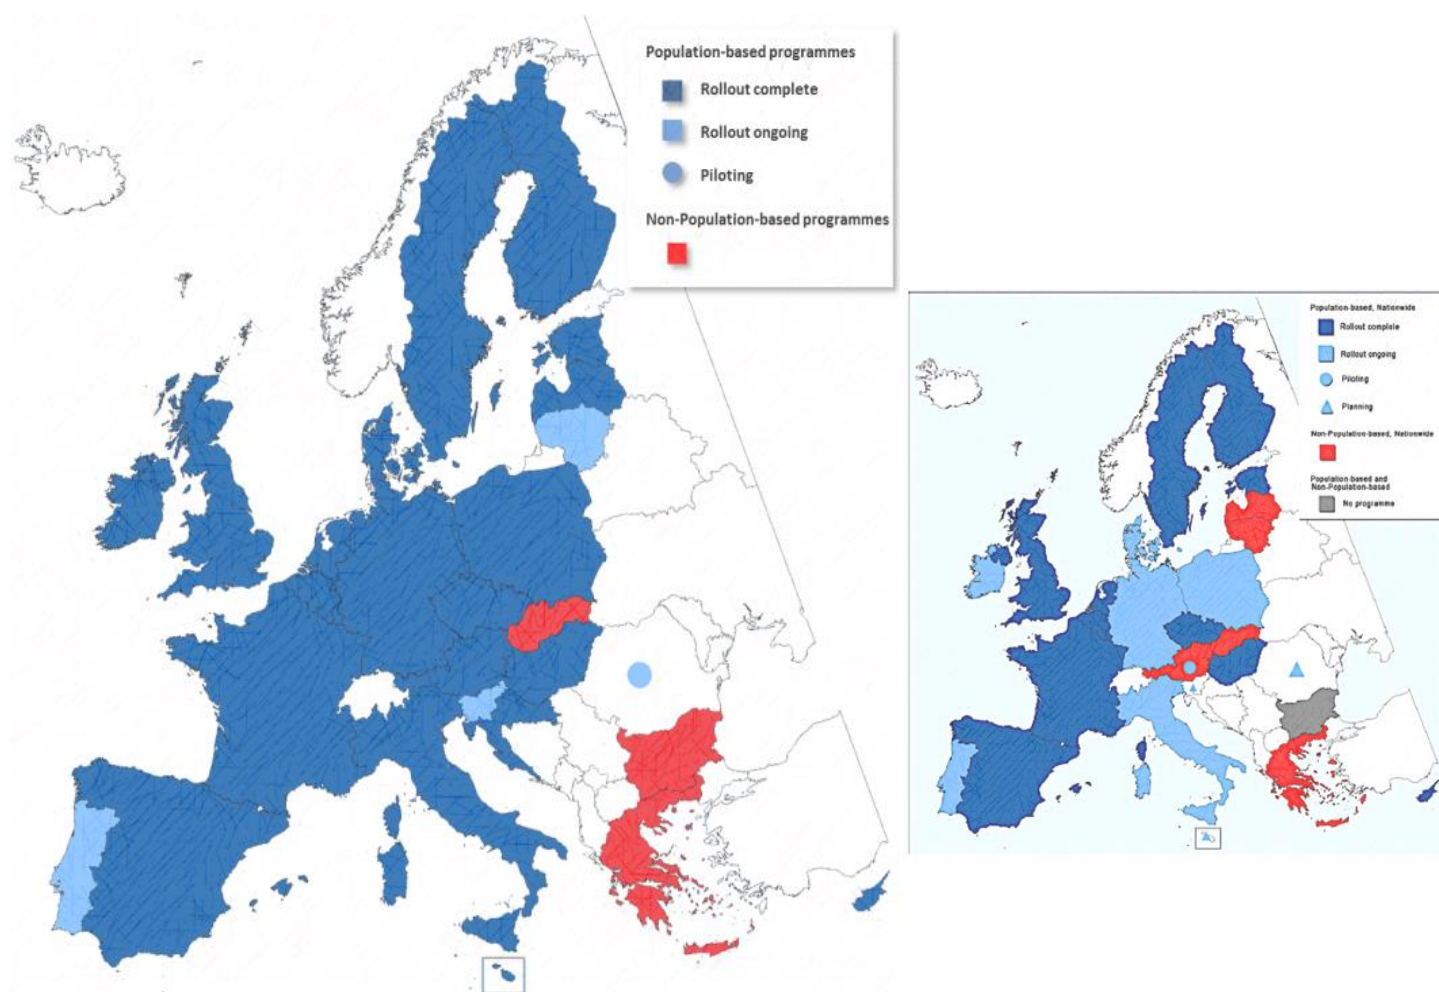 Population-based programmes
Rollout complete
Rollout ongoing
Piloting
Non-Population-based programmes
Population-based, Nationwide
Rollout complete
Rollout ongoing
Piloting
Planning
Non-Population-based, Nationwide
Population-based and
Non-Population-based
No programme